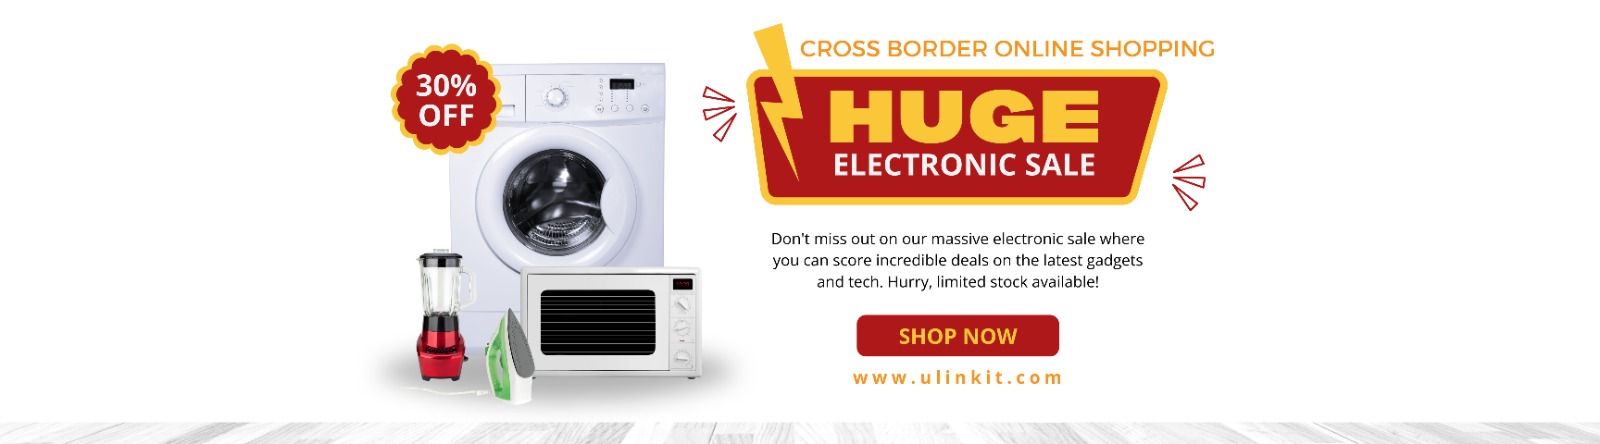 30%
OFF
CROSS BORDER ONLINE SHOPPING
HUGE
ELECTRONIC SALE
Don't miss out on our massive electronic sale where
you can score incredible deals on the latest gadgets
and tech. Hurry, limited stock available!
SHOP NOW
www.ulinkit.com